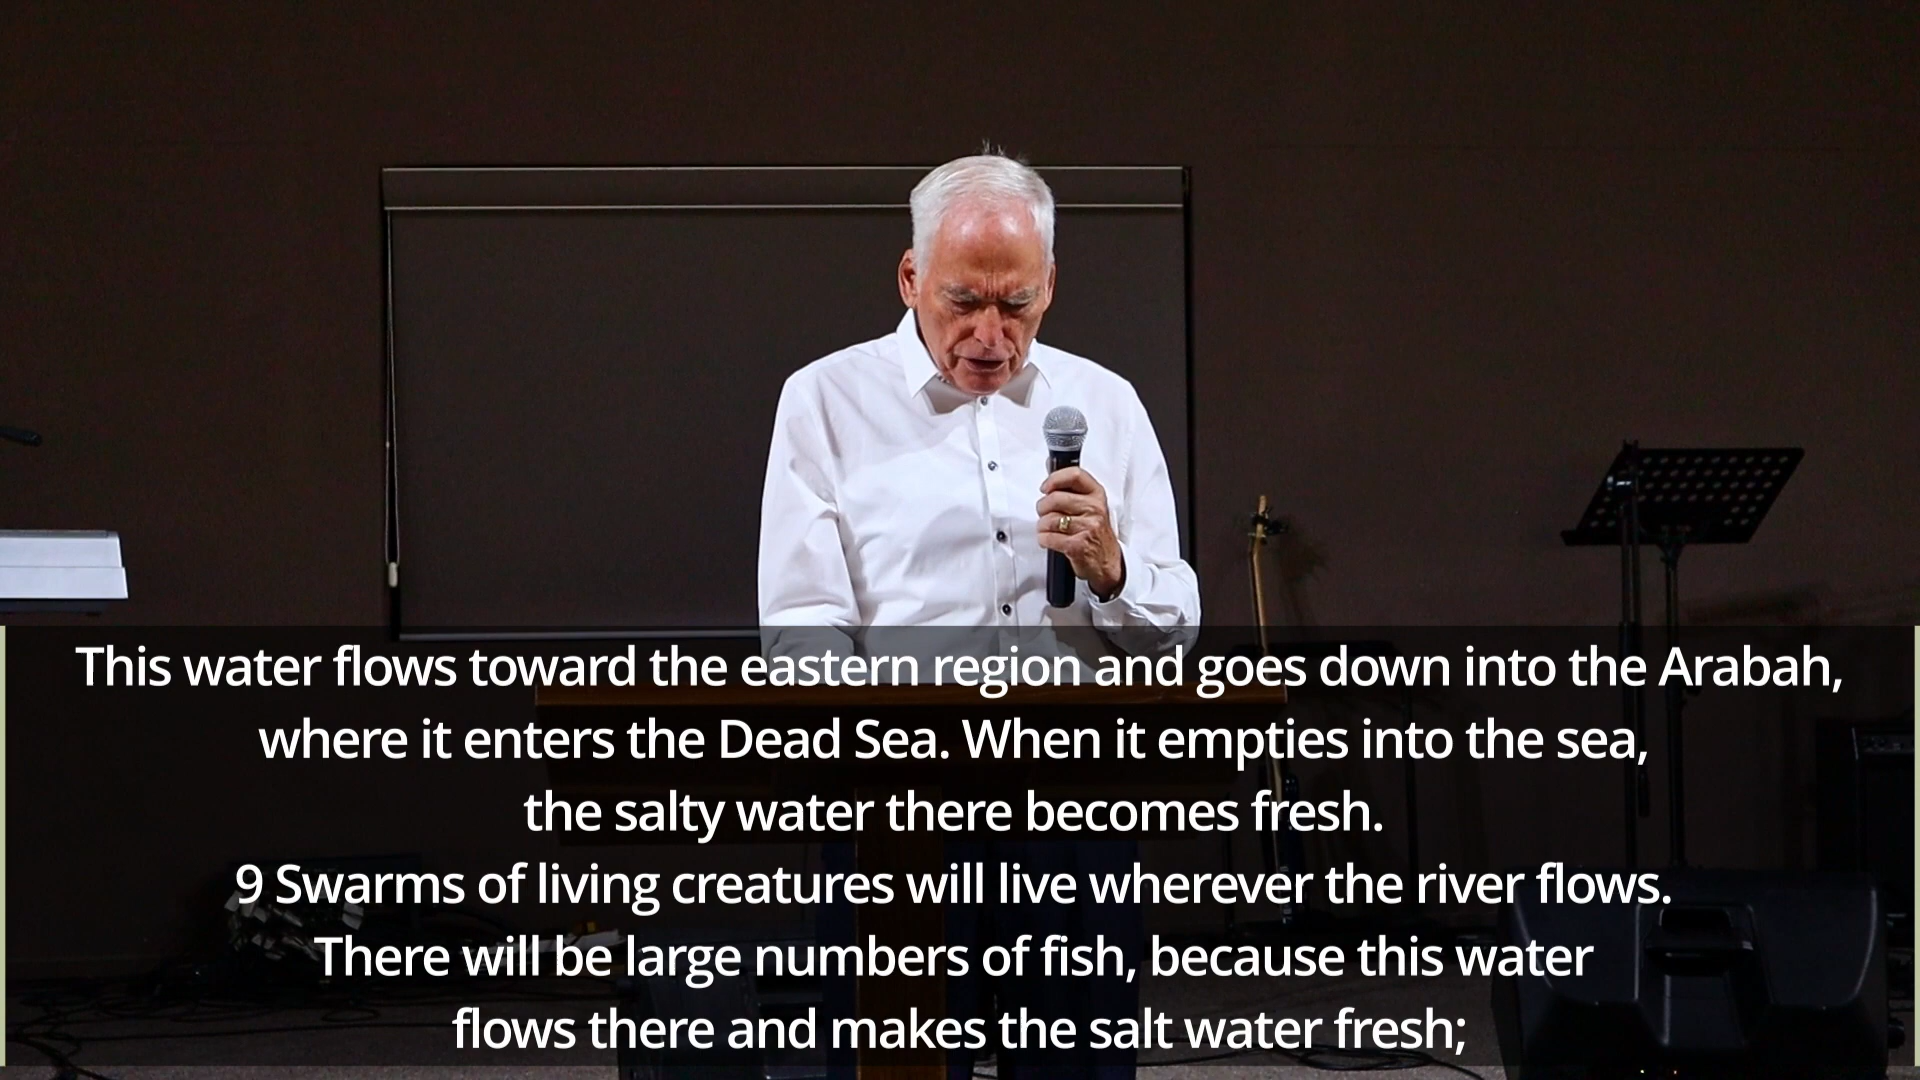 This water flows toward the eastern region and goes down into the Arabah,
where it enters the Dead Sea. When it empties into the sea,
the salty water there becomes fresh.
9 Swarms of living creatures will live wherever the river flows.
There will be large numbers of fish, because this water
flows there and makes the salt water fresh;